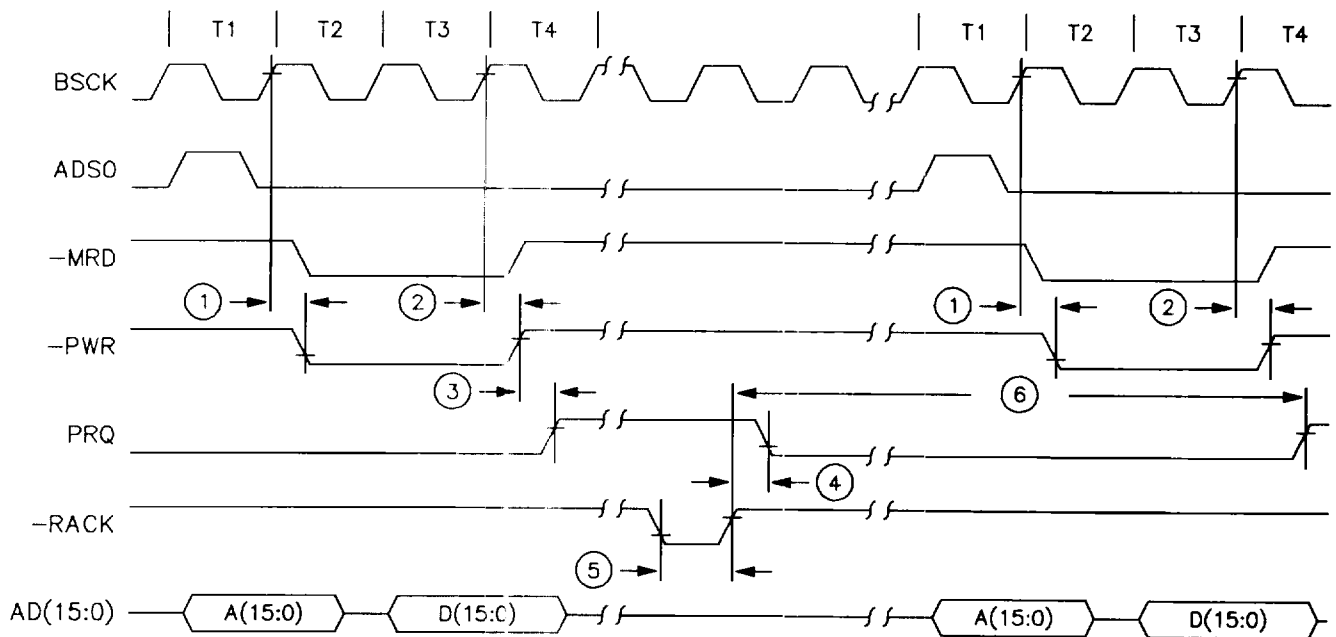 T1 T2 T3 T4 T1 T2 T3 T4
BSCK
ADS0
-MRD
1 2 1 2
-PWR
3 6
PRQ
4
-RACK
5
AD(15:0) A(15:0) D(15:0) A(15:0) D(15:0)